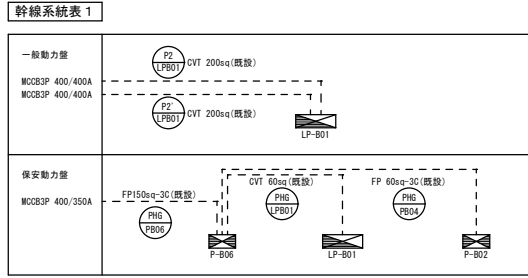 幹線系統表1
一般動力盤
P2
LPB01
CVT 200sq(既設)
MCCB3P 400/400A
MCCB3P 400/400A
P2'
LPB01
CVT 200sq(既設)
LP-B01
保安動力盤
CVT 60sq(既設)
FP 60sq-3C(既設)
MCCB3P 400/350A
FP150sq-3C(既設)
PHG
PB06
PHG
LPB01
PHG
PB04
P-B06
LP-B01
P-B02